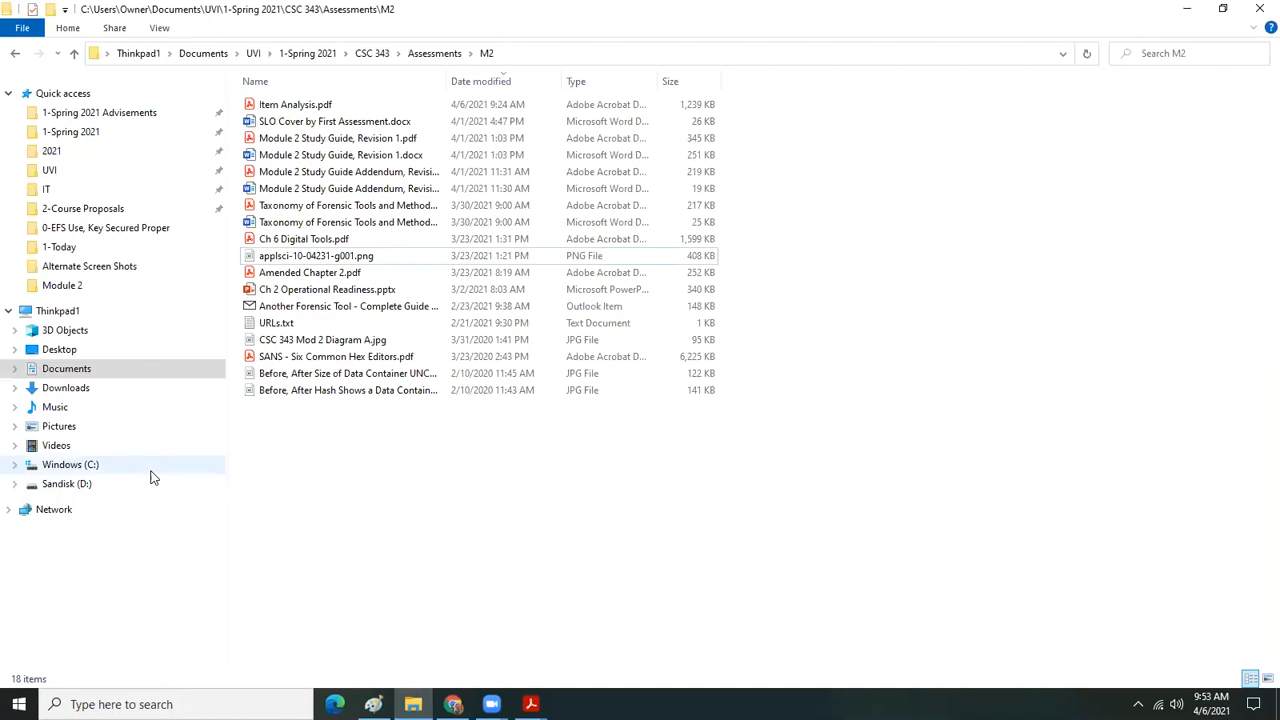 C:\Users\Owner\Documents\UVI\1-Spring 2021\CSC 343\Assessments\M2
File Home Share View
Thinkpad1 > Documents > UVI > 1-Spring 2021 > CSC 343 > Assessments > M2
Search M2
Name Date modified Type Size
Quick access
1-Spring 2021 Advisements
1-Spring 2021
2021
UVI
IT
2-Course Proposals
0-EFS Use, Key Secured Proper
1-Today
Alternate Screen Shots
Module 2
Thinkpad1
3D Objects
Desktop
Documents
Downloads
Music
Pictures
Videos
Windows (C:)
Sandisk (D:)
Network
Item Analysis.pdf 4/6/2021 9:24 AM Adobe Acrobat D... 1,239 KB
SLO Cover by First Assessment.docx 4/1/2021 4:47 PM Microsoft Word D... 26 KB
Module 2 Study Guide, Revision 1.pdf 4/1/2021 1:03 PM Adobe Acrobat D... 345 KB
Module 2 Study Guide, Revision 1.docx 4/1/2021 1:03 PM Microsoft Word D... 251 KB
Module 2 Study Guide Addendum, Revisi... 4/1/2021 11:31 AM Adobe Acrobat D... 219 KB
Module 2 Study Guide Addendum, Revisi... 4/1/2021 11:30 AM Microsoft Word D... 19 KB
Taxonomy of Forensic Tools and Method... 3/30/2021 9:00 AM Adobe Acrobat D... 217 KB
Taxonomy of Forensic Tools and Method... 3/30/2021 9:00 AM Microsoft Word D... 25 KB
Ch 6 Digital Tools.pdf 3/23/2021 1:31 PM Adobe Acrobat D... 1,599 KB
applsci-10-04231-g001.png 3/23/2021 1:21 PM PNG File 408 KB
Amended Chapter 2.pdf 3/23/2021 8:19 AM Adobe Acrobat D... 252 KB
Ch 2 Operational Readiness.pptx 3/2/2021 8:03 AM Microsoft PowerP... 340 KB
Another Forensic Tool - Complete Guide ... 2/23/2021 9:38 AM Outlook Item 148 KB
URLs.txt 2/21/2021 9:30 PM Text Document 1 KB
CSC 343 Mod 2 Diagram A.jpg 3/31/2020 1:41 PM JPG File 95 KB
SANS - Six Common Hex Editors.pdf 3/23/2020 2:43 PM Adobe Acrobat D... 6,225 KB
Before, After Size of Data Container UNC... 2/10/2020 11:45 AM JPG File 122 KB
Before, After Hash Shows a Data Contain... 2/10/2020 11:43 AM JPG File 141 KB
18 items
Type here to search
9:53 AM
4/6/2021